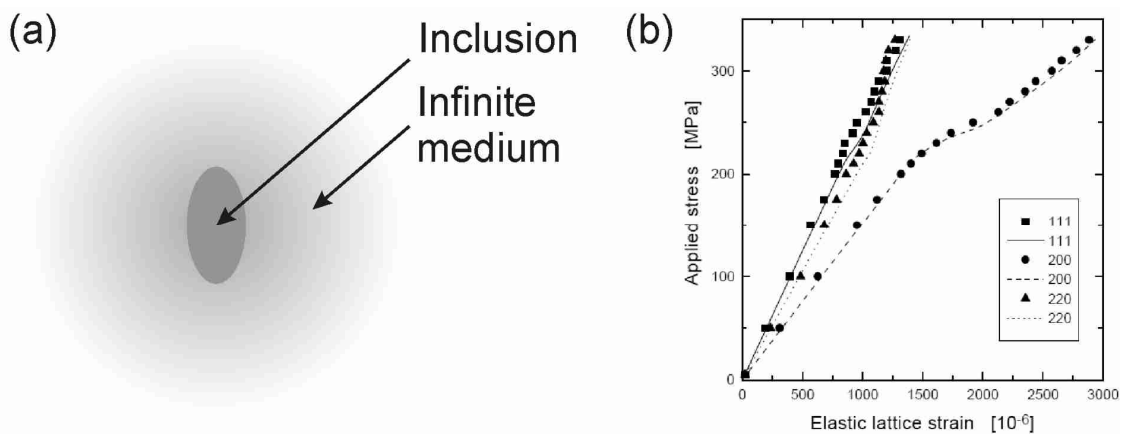 (a)
Inclusion
Infinite
medium
(b)
Applied stress [MPa]
300
200
100
0
0 500 1000 1500 2000 2500 3000
Elastic lattice strain [10⁻⁶]
111
111
200
200
220
220